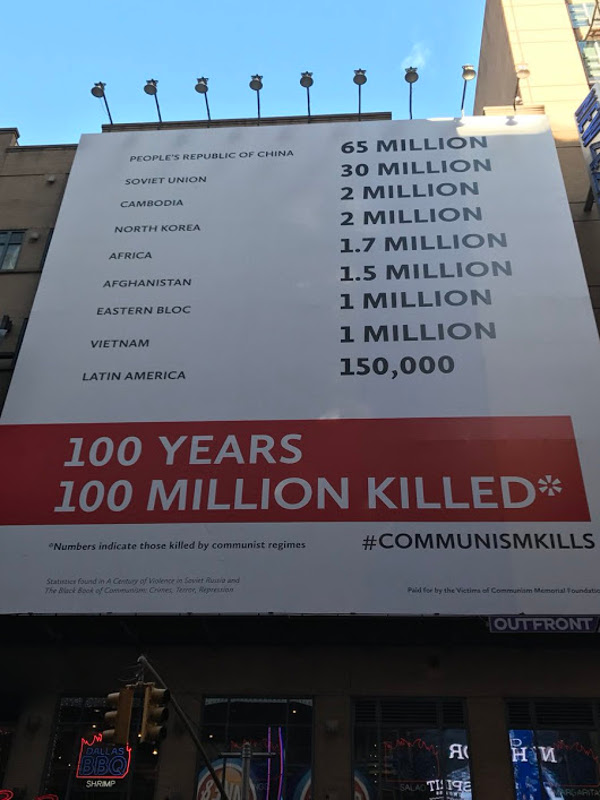 PEOPLE'S REPUBLIC OF CHINA 65 MILLION
SOVIET UNION 30 MILLION
CAMBODIA 2 MILLION
NORTH KOREA 2 MILLION
AFRICA 1.7 MILLION
AFGHANISTAN 1.5 MILLION
EASTERN BLOC 1 MILLION
VIETNAM 1 MILLION
LATIN AMERICA 150,000
100 YEARS
100 MILLION KILLED*
*Numbers indicate those killed by communist regimes
#COMMUNISMKILLS
Statistics found in A Century of Violence in Soviet Russia and
The Black Book of Communism: Crimes, Terror, Repression
Paid for by the Victims of Communism Memorial Foundation
OUTFRONT
DALLAS
BBQ
SHRIMP